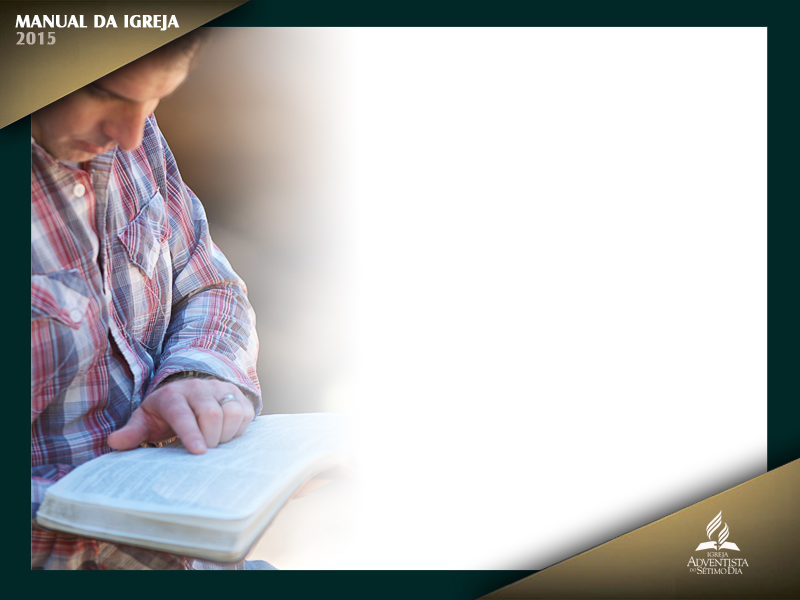 MANUAL DA IGREJA
2015
IGREJA
ADVENTISTA
DO SÉTIMO DIA